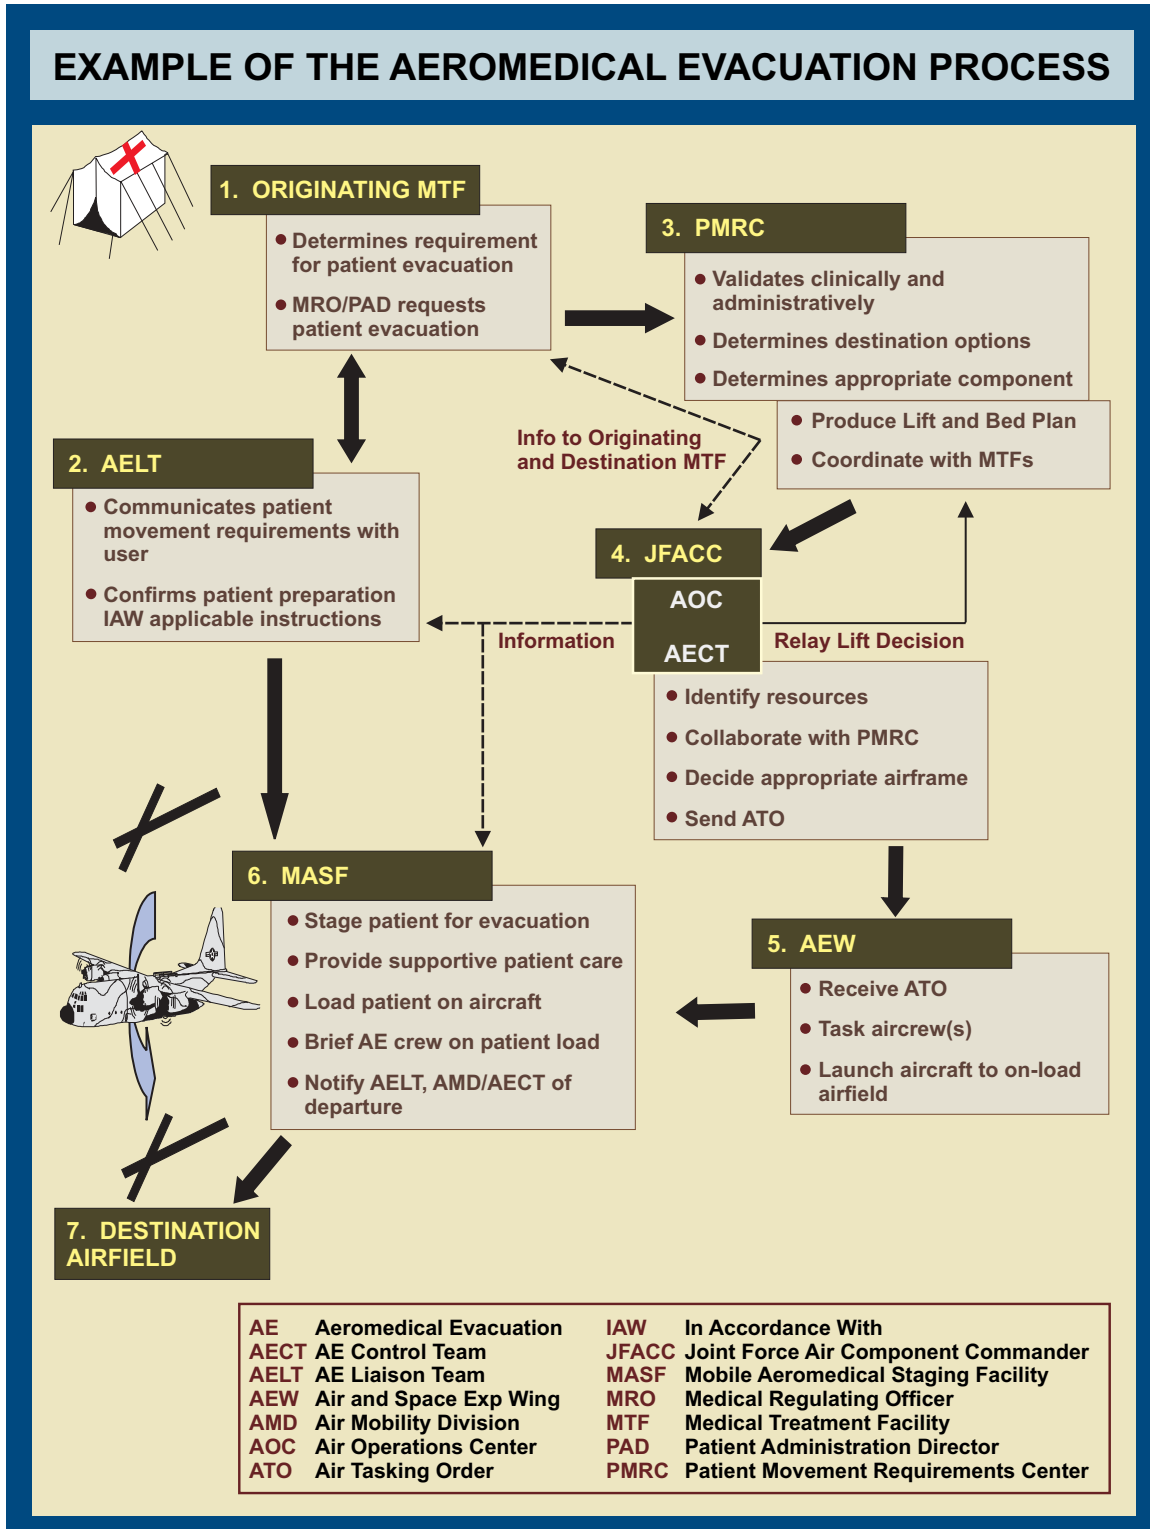 EXAMPLE OF THE AEROMEDICAL EVACUATION PROCESS
1. ORIGINATING MTF
Determines requirement
for patient evacuation
MRO/PAD requests
patient evacuation
3. PMRC
Validates clinically and
administratively
Determines destination options
Determines appropriate component
Produce Lift and Bed Plan
Coordinate with MTFs
Info to Originating
and Destination MTF
2. AELT
Communicates patient
movement requirements with
user
Confirms patient preparation
IAW applicable instructions
4. JFACC
AOC
AECT
Information
Relay Lift Decision
Identify resources
Collaborate with PMRC
Decide appropriate airframe
Send ATO
5. AEW
Receive ATO
Task aircrew(s)
Launch aircraft to on-load
airfield
6. MASF
Stage patient for evacuation
Provide supportive patient care
Load patient on aircraft
Brief AE crew on patient load
Notify AELT, AMD/AECT of
departure
7. DESTINATION
AIRFIELD
AE Aeromedical Evacuation
AECT AE Control Team
AELT AE Liaison Team
AEW Air and Space Exp Wing
AMD Air Mobility Division
AOC Air Operations Center
ATO Air Tasking Order
IAW In Accordance With
JFACC Joint Force Air Component Commander
MASF Mobile Aeromedical Staging Facility
MRO Medical Regulating Officer
MTF Medical Treatment Facility
PAD Patient Administration Director
PMRC Patient Movement Requirements Center